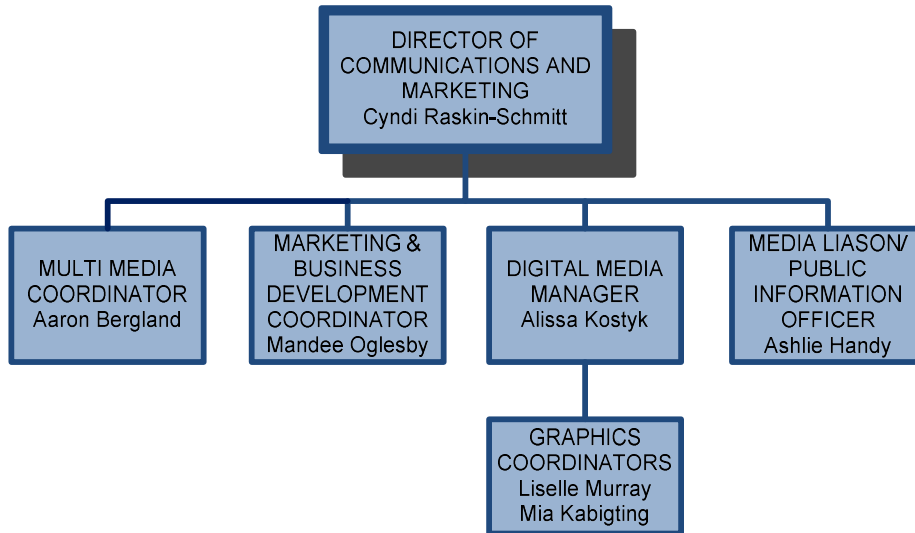 DIRECTOR OF
COMMUNICATIONS AND
MARKETING
Cyndi Raskin-Schmitt
MULTI MEDIA
COORDINATOR
Aaron Bergland
MARKETING &
BUSINESS
DEVELOPMENT
COORDINATOR
Mandee Oglesby
DIGITAL MEDIA
MANAGER
Alissa Kostyk
MEDIA LIASON/
PUBLIC
INFORMATION
OFFICER
Ashlie Handy
GRAPHICS
COORDINATORS
Liselle Murray
Mia Kabigting